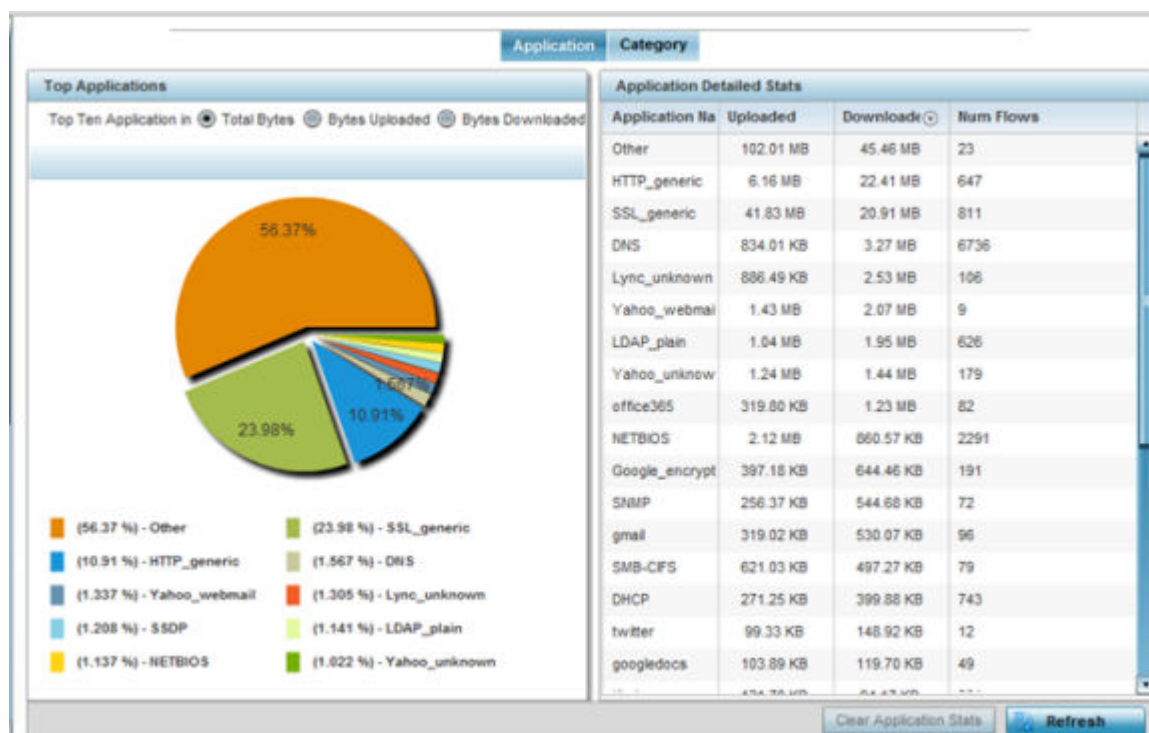 Application Category
Top Applications
Top Ten Application in Total Bytes Bytes Uploaded Bytes Downloaded
56.37%
23.98%
10.91%
1.567%
(56.37 %) - Other (23.98 %) - SSL_generic
(10.91 %) - HTTP_generic (1.567 %) - DNS
(1.337 %) - Yahoo_webmail (1.305 %) - Lync_unknown
(1.208 %) - SSDP (1.141 %) - LDAP_plain
(1.137 %) - NETBIOS (1.022 %) - Yahoo_unknown
Application Detailed Stats
Application Na Uploaded Downloade Num Flows
Other 102.01 MB 45.46 MB 23
HTTP_generic 6.16 MB 22.41 MB 647
SSL_generic 41.83 MB 20.91 MB 811
DNS 834.01 KB 3.27 MB 6736
Lync_unknown 886.49 KB 2.53 MB 106
Yahoo_webmai 1.43 MB 2.07 MB 9
LDAP_plain 1.04 MB 1.95 MB 626
Yahoo_unknow 1.24 MB 1.44 MB 179
office365 319.80 KB 1.23 MB 82
NETBIOS 2.12 MB 860.57 KB 2291
Google_encrypt 397.18 KB 644.46 KB 191
SNMP 256.37 KB 544.68 KB 72
gmail 319.02 KB 530.07 KB 96
SMB-CIFS 621.03 KB 497.27 KB 79
DHCP 271.25 KB 399.88 KB 743
twitter 99.33 KB 148.92 KB 12
googledocs 103.89 KB 119.70 KB 49
Clear Application Stats Refresh